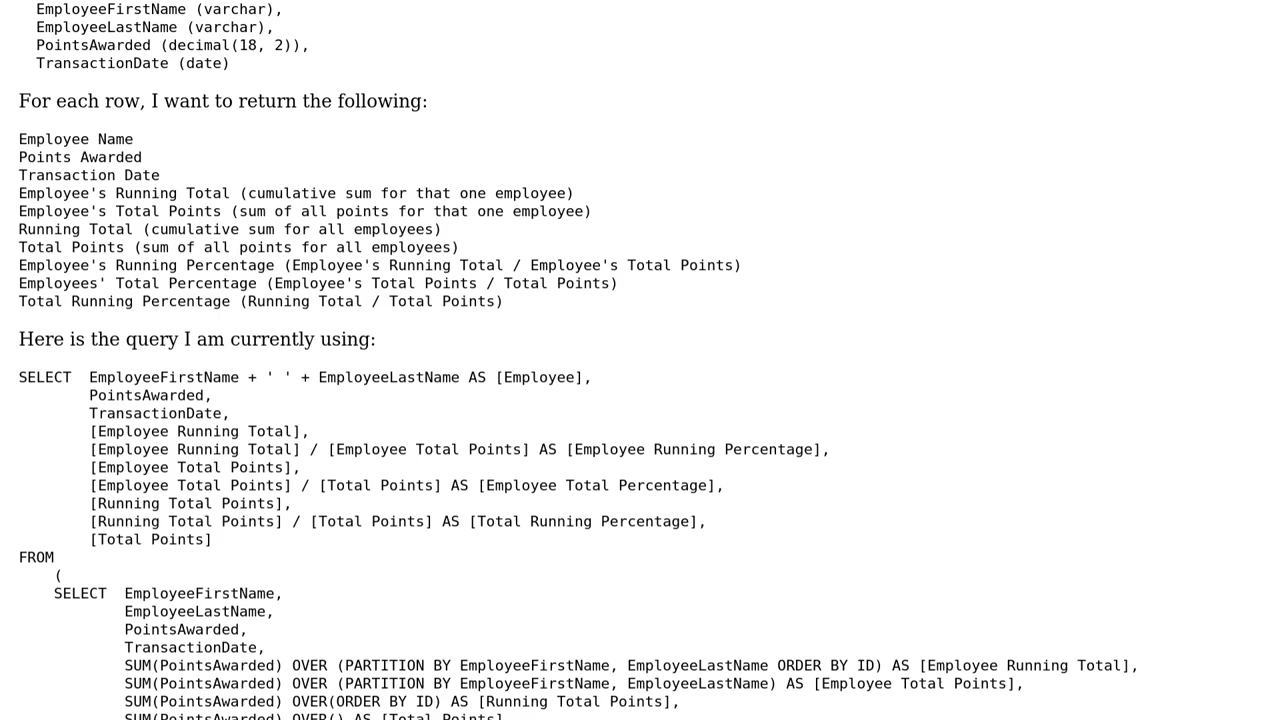 EmployeeFirstName (varchar),
EmployeeLastName (varchar),
PointsAwarded (decimal(18, 2)),
TransactionDate (date)
For each row, I want to return the following:
Employee Name
Points Awarded
Transaction Date
Employee's Running Total (cumulative sum for that one employee)
Employee's Total Points (sum of all points for that one employee)
Running Total (cumulative sum for all employees)
Total Points (sum of all points for all employees)
Employee's Running Percentage (Employee's Running Total / Employee's Total Points)
Employees' Total Percentage (Employee's Total Points / Total Points)
Total Running Percentage (Running Total / Total Points)
Here is the query I am currently using:
SELECT  EmployeeFirstName + ' ' + EmployeeLastName AS [Employee],
        PointsAwarded,
        TransactionDate,
        [Employee Running Total],
        [Employee Running Total] / [Employee Total Points] AS [Employee Running Percentage],
        [Employee Total Points],
        [Employee Total Points] / [Total Points] AS [Employee Total Percentage],
        [Running Total Points],
        [Running Total Points] / [Total Points] AS [Total Running Percentage],
        [Total Points]
FROM
    (
    SELECT  EmployeeFirstName,
            EmployeeLastName,
            PointsAwarded,
            TransactionDate,
            SUM(PointsAwarded) OVER (PARTITION BY EmployeeFirstName, EmployeeLastName ORDER BY ID) AS [Employee Running Total],
            SUM(PointsAwarded) OVER (PARTITION BY EmployeeFirstName, EmployeeLastName) AS [Employee Total Points],
            SUM(PointsAwarded) OVER(ORDER BY ID) AS [Running Total Points],
            SUM(PointsAwarded) OVER() AS [Total Points]